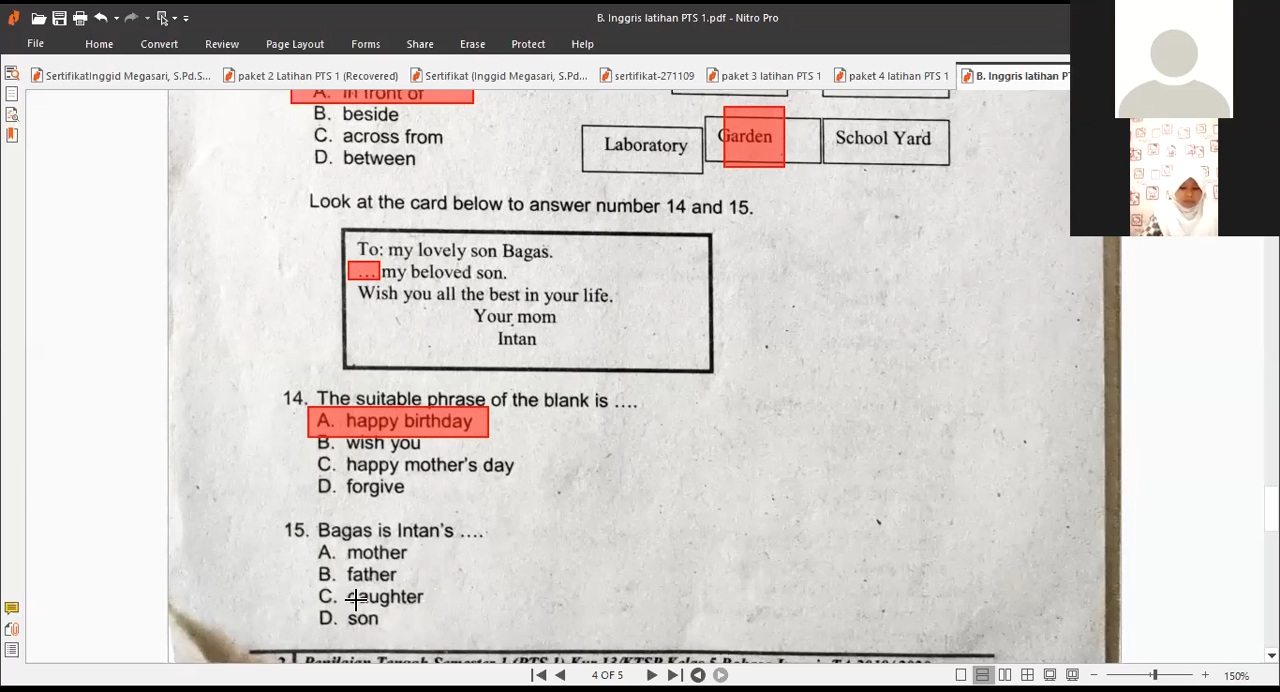 B. Inggris latihan PTS 1.pdf - Nitro Pro
File Home Convert Review Page Layout Forms Share Erase Protect Help
SertifikatInggid Megasari, S.Pd.S... paket 2 Latihan PTS 1 (Recovered) Sertifikat (Inggid Megasari, S.Pd.... sertifikat-271109 paket 3 latihan PTS 1 paket 4 latihan PTS 1 B. Inggris latihan PT
A. in front of
B. beside
C. across from
D. between
Laboratory Garden School Yard
Look at the card below to answer number 14 and 15.
To: my lovely son Bagas.
... my beloved son.
Wish you all the best in your life.
Your mom
Intan
14. The suitable phrase of the blank is ....
A. happy birthday
B. wish you
C. happy mother's day
D. forgive
15. Bagas is Intan's ....
A. mother
B. father
C. daughter
D. son
4 OF 5
150%